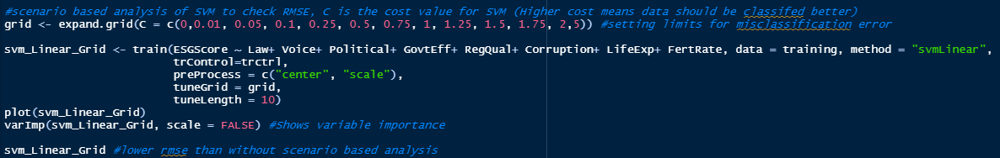 #scenario based analysis of SVM to check RMSE, C is the cost value for SVM (Higher cost means data should be classifed better)
grid <- expand.grid(C = c(0,0.01, 0.05, 0.1, 0.25, 0.5, 0.75, 1, 1.25, 1.5, 1.75, 2,5)) #setting limits for misclassification error
svm_Linear_Grid <- train(ESGScore ~ Law+ Voice+ Political+ GovtEff+ RegQual+ Corruption+ LifeExp+ FertRate, data = training, method = "svmLinear",
trControl=trctrl,
preProcess = c("center", "scale"),
tuneGrid = grid,
tuneLength = 10)
plot(svm_Linear_Grid)
varImp(svm_Linear_Grid, scale = FALSE) #Shows variable importance
svm_Linear_Grid #lower rmse than without scenario based analysis